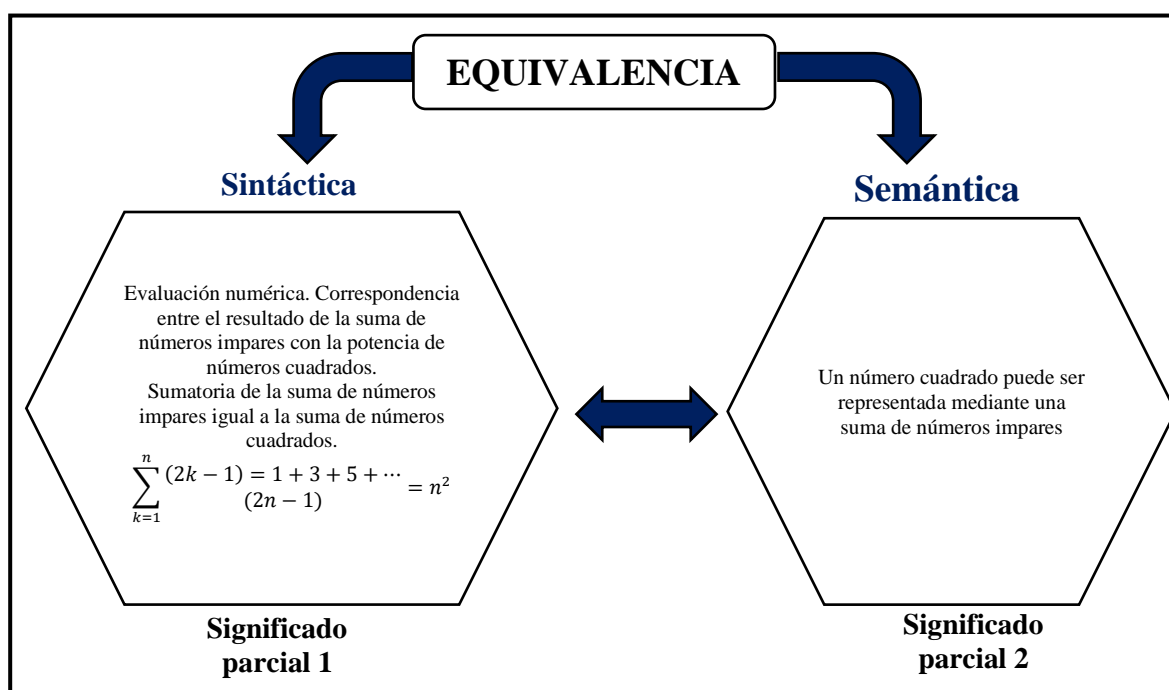 EQUIVALENCIA
Sintáctica
Evaluación numérica. Correspondencia
entre el resultado de la suma de
números impares con la potencia de
números cuadrados.
Sumatoria de la suma de números
impares igual a la suma de números
cuadrados.
n
∑ (2k − 1) = 1 + 3 + 5 + ⋯ = n²
(2n − 1)
k=1
Significado
parcial 1
Semántica
Un número cuadrado puede ser
representada mediante una
suma de números impares
Significado
parcial 2